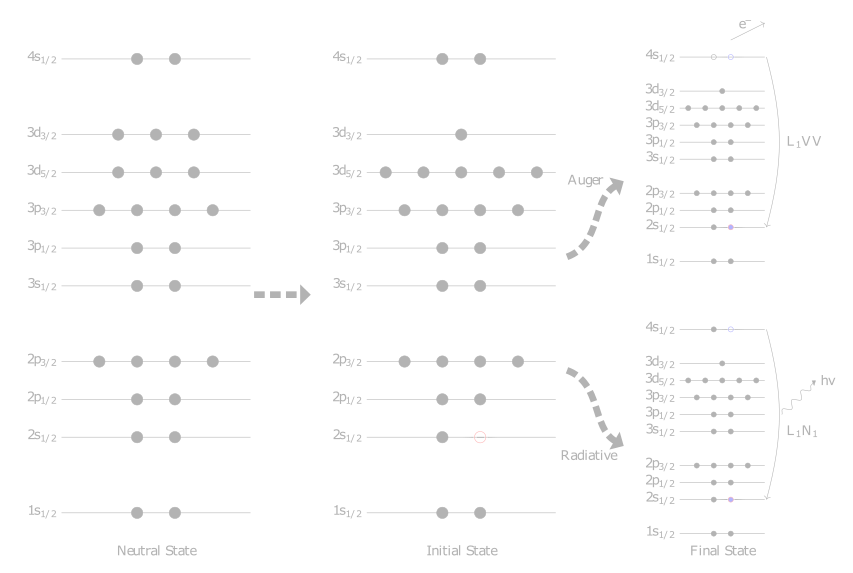 4s1/2
3d3/2
3d5/2
3p3/2
3p1/2
3s1/2
2p3/2
2p1/2
2s1/2
1s1/2
Neutral State
4s1/2
3d3/2
3d5/2
3p3/2
3p1/2
3s1/2
2p3/2
2p1/2
2s1/2
1s1/2
Initial State
Auger
Radiative
e⁻
4s1/2
3d3/2
3d5/2
3p3/2
3p1/2
3s1/2
2p3/2
2p1/2
2s1/2
1s1/2
L1VV
4s1/2
3d3/2
3d5/2
3p3/2
3p1/2
3s1/2
2p3/2
2p1/2
2s1/2
1s1/2
hv
L1N1
Final State